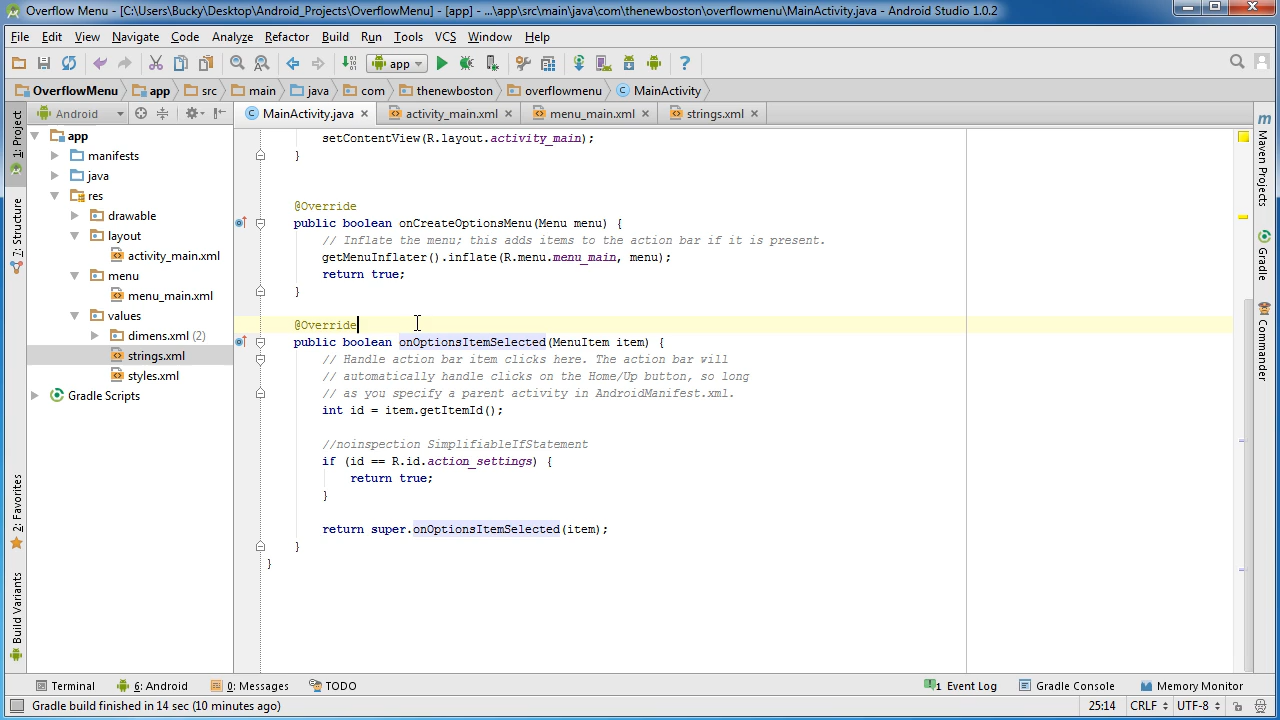 Overflow Menu - [C:\Users\Bucky\Desktop\Android_Projects\OverflowMenu] - [app] - ...\app\src\main\java\com\thenewboston\overflowmenu\MainActivity.java - Android Studio 1.0.2
File Edit View Navigate Code Analyze Refactor Build Run Tools VCS Window Help
app
OverflowMenu app src main java com thenewboston overflowmenu MainActivity
Android
MainActivity.java activity_main.xml menu_main.xml strings.xml
1: Project
7: Structure
2: Favorites
Build Variants
app
manifests
java
res
drawable
layout
activity_main.xml
menu
menu_main.xml
values
dimens.xml (2)
strings.xml
styles.xml
Gradle Scripts
setContentView(R.layout.activity_main);
}
@Override
public boolean onCreateOptionsMenu(Menu menu) {
// Inflate the menu; this adds items to the action bar if it is present.
getMenuInflater().inflate(R.menu.menu_main, menu);
return true;
}
@Override
public boolean onOptionsItemSelected(MenuItem item) {
// Handle action bar item clicks here. The action bar will
// automatically handle clicks on the Home/Up button, so long
// as you specify a parent activity in AndroidManifest.xml.
int id = item.getItemId();
//noinspection SimplifiableIfStatement
if (id == R.id.action_settings) {
return true;
}
return super.onOptionsItemSelected(item);
}
}
Maven Projects
Gradle
Commander
Terminal 6: Android 0: Messages TODO 1 Event Log Gradle Console Memory Monitor
Gradle build finished in 14 sec (10 minutes ago) 25:14 CRLF UTF-8